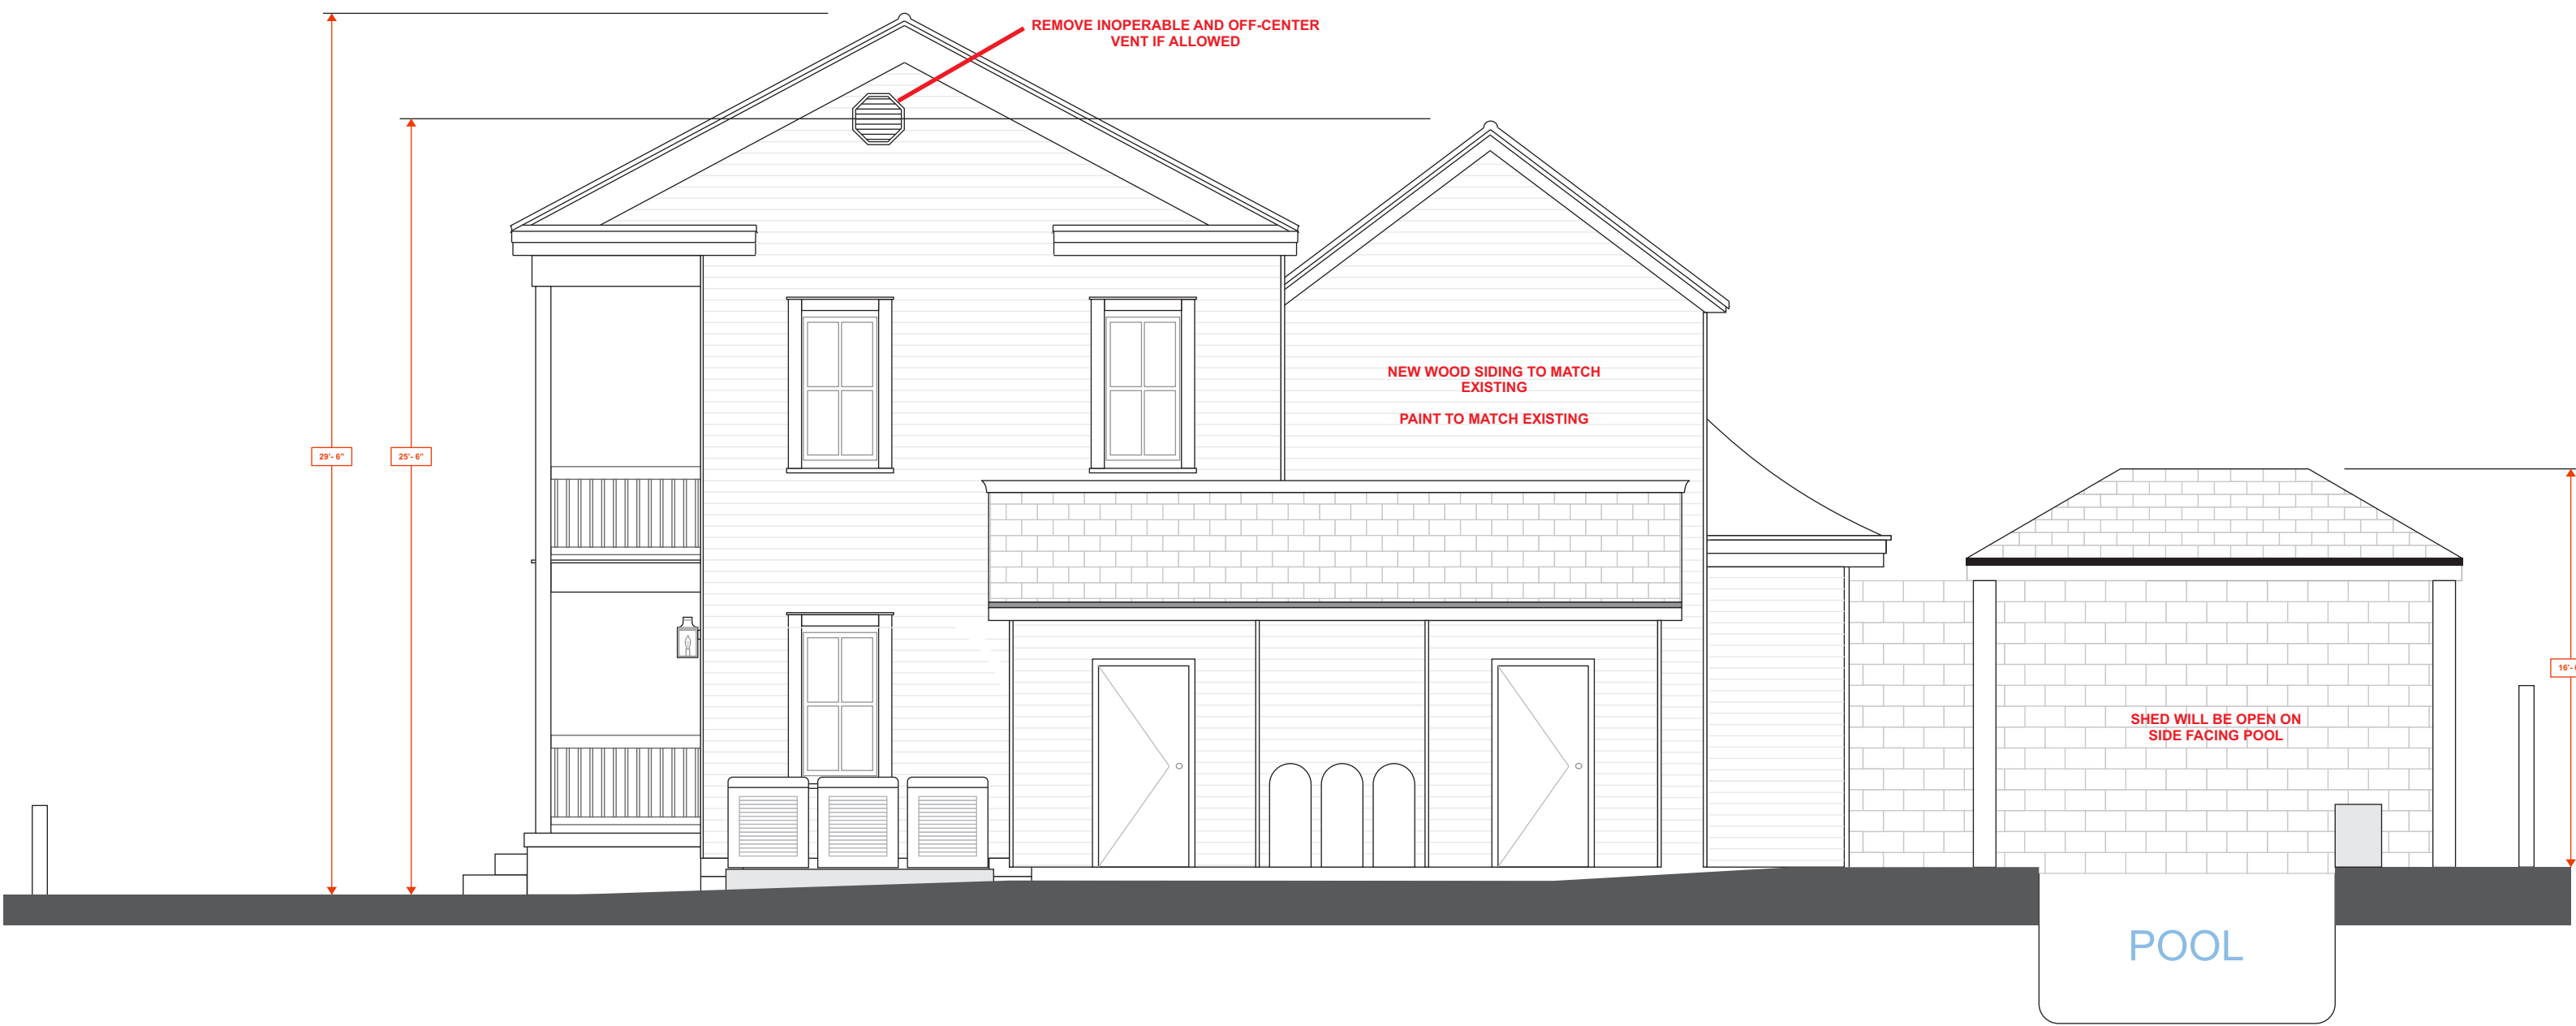 REMOVE INOPERABLE AND OFF-CENTER
VENT IF ALLOWED
29'- 6"
25'- 6"
NEW WOOD SIDING TO MATCH
EXISTING
PAINT TO MATCH EXISTING
SHED WILL BE OPEN ON
SIDE FACING POOL
16'-
POOL